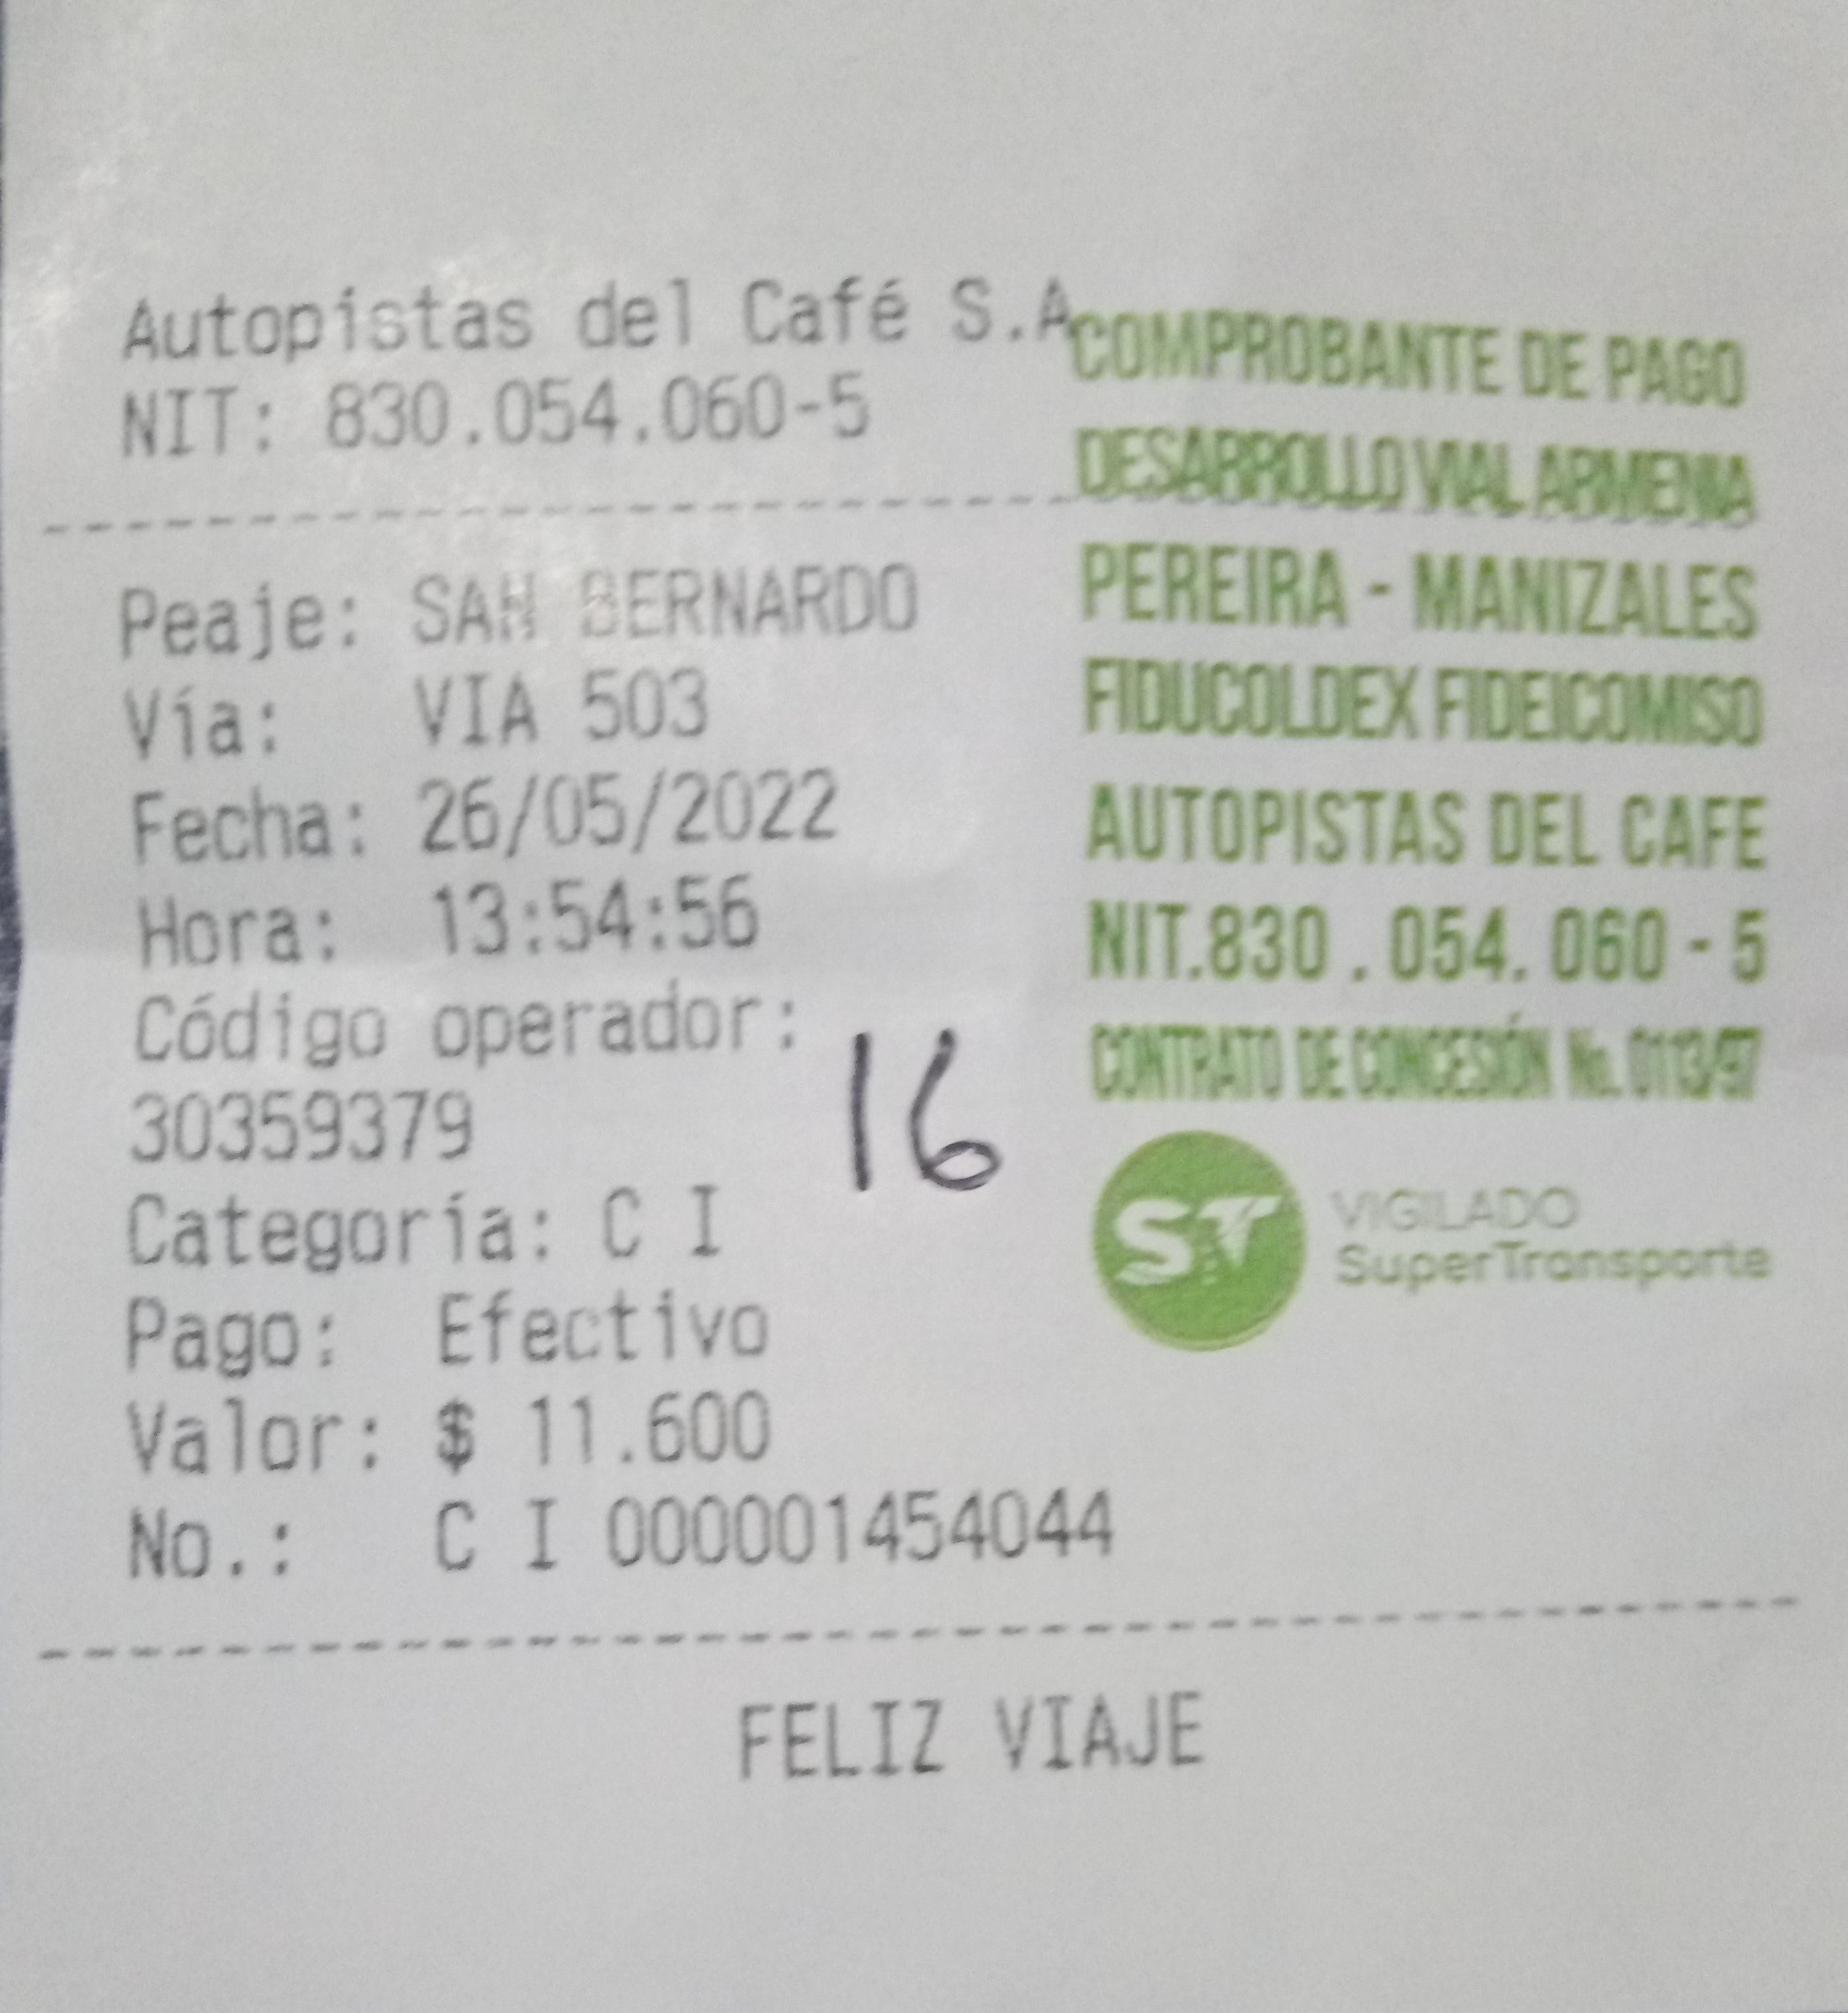 Autopistas del Café S.A
NIT: 830.054.060-5
Peaje: SAN BERNARDO
Vía: VIA 503
Fecha: 26/05/2022
Hora: 13:54:56
Código operador:
30359379
Categoría: C I
Pago: Efectivo
Valor: $ 11.600
No.: C I 000001454044
FELIZ VIAJE
16
COMPROBANTE DE PAGO
DESARROLLO VIAL ARMENIA
PEREIRA - MANIZALES
FIDUCOLDEX FIDEICOMISO
AUTOPISTAS DEL CAFE
NIT.830 . 054. 060 - 5
CONTRATO DE CONCESIÓN No. 0113/97
ST
VIGILADO
SuperTransporte